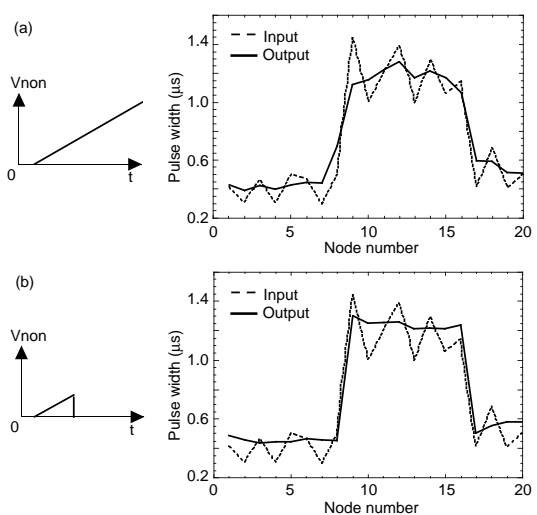 (a)
Vnon
0
t
Input
Output
Pulse width (μs)
1.4
1.0
0.6
0.2
0 5 10 15 20
Node number
(b)
Vnon
0
t
Input
Output
Pulse width (μs)
1.4
1.0
0.6
0.2
0 5 10 15 20
Node number